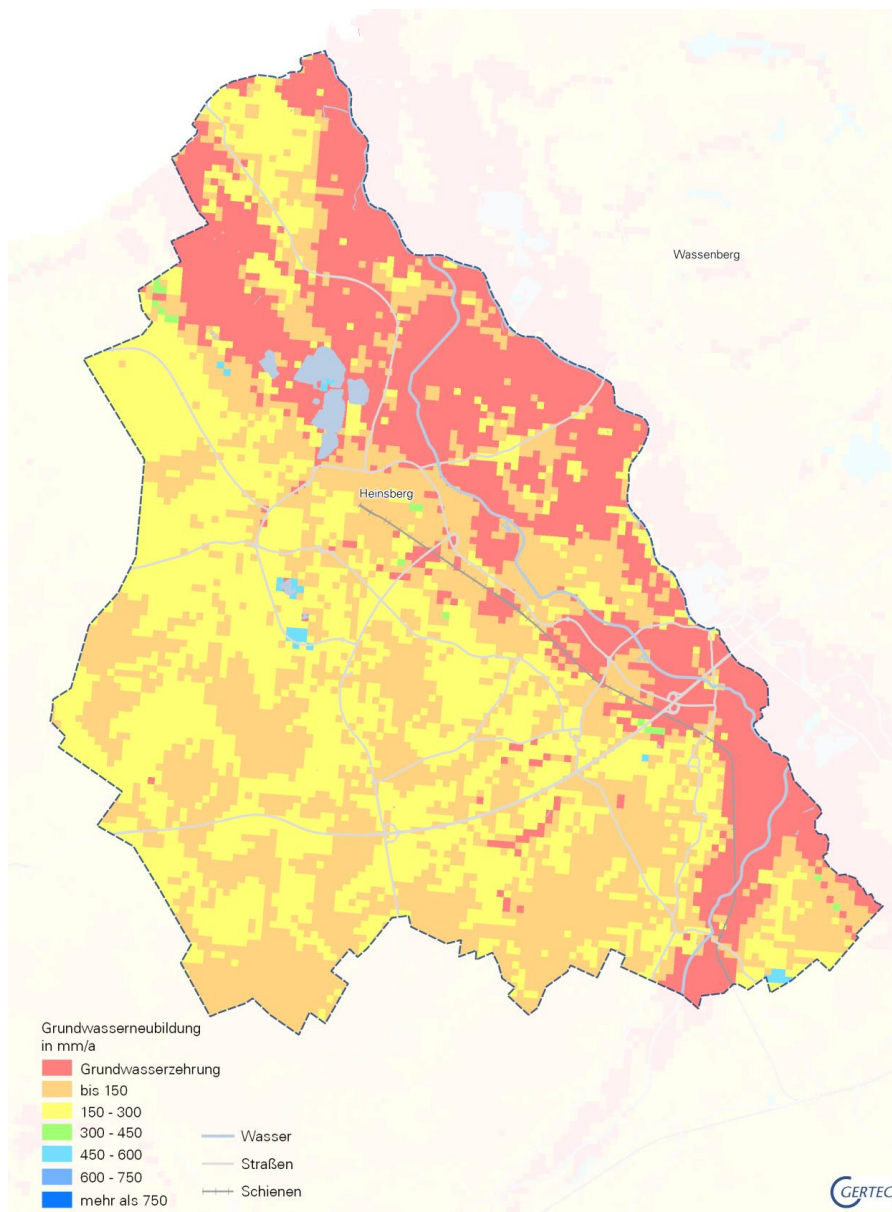 Wassenberg
Heinsberg
Grundwasserneubildung
in mm/a
Grundwasserzehrung
bis 150
150 - 300
300 - 450
450 - 600
600 - 750
mehr als 750
Wasser
Straßen
Schienen
GERTEC